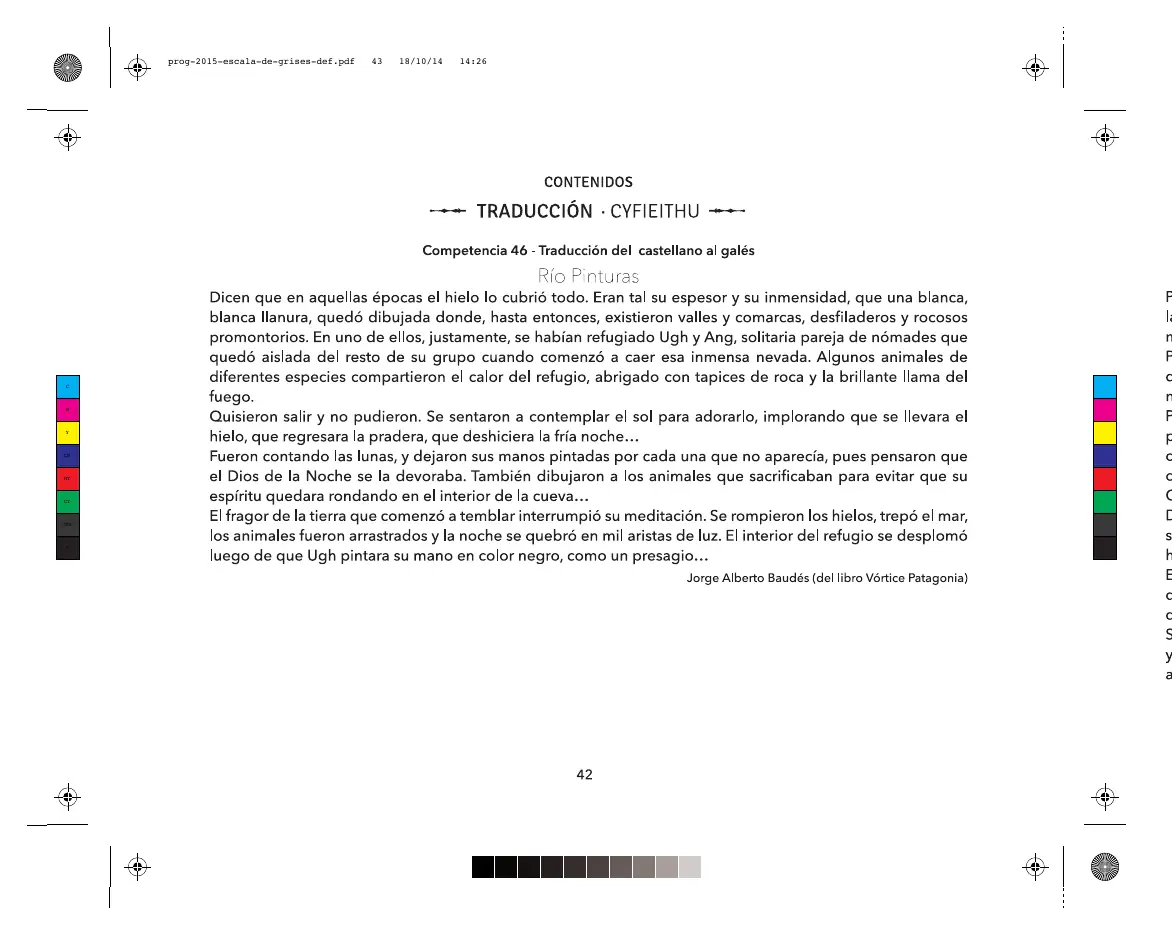 prog-2015-escala-de-grises-def.pdf 43 18/10/14 14:26
CONTENIDOS
TRADUCCIÓN · CYFIEITHU
Competencia 46 - Traducción del castellano al galés
Río Pinturas
Dicen que en aquellas épocas el hielo lo cubrió todo. Eran tal su espesor y su inmensidad, que una blanca,
blanca llanura, quedó dibujada donde, hasta entonces, existieron valles y comarcas, desfiladeros y rocosos
promontorios. En uno de ellos, justamente, se habían refugiado Ugh y Ang, solitaria pareja de nómades que
quedó aislada del resto de su grupo cuando comenzó a caer esa inmensa nevada. Algunos animales de
diferentes especies compartieron el calor del refugio, abrigado con tapices de roca y la brillante llama del
fuego.
Quisieron salir y no pudieron. Se sentaron a contemplar el sol para adorarlo, implorando que se llevara el
hielo, que regresara la pradera, que deshiciera la fría noche…
Fueron contando las lunas, y dejaron sus manos pintadas por cada una que no aparecía, pues pensaron que
el Dios de la Noche se la devoraba. También dibujaron a los animales que sacrificaban para evitar que su
espíritu quedara rondando en el interior de la cueva…
El fragor de la tierra que comenzó a temblar interrumpió su meditación. Se rompieron los hielos, trepó el mar,
los animales fueron arrastrados y la noche se quebró en mil aristas de luz. El interior del refugio se desplomó
luego de que Ugh pintara su mano en color negro, como un presagio…
Jorge Alberto Baudés (del libro Vórtice Patagonia)
42